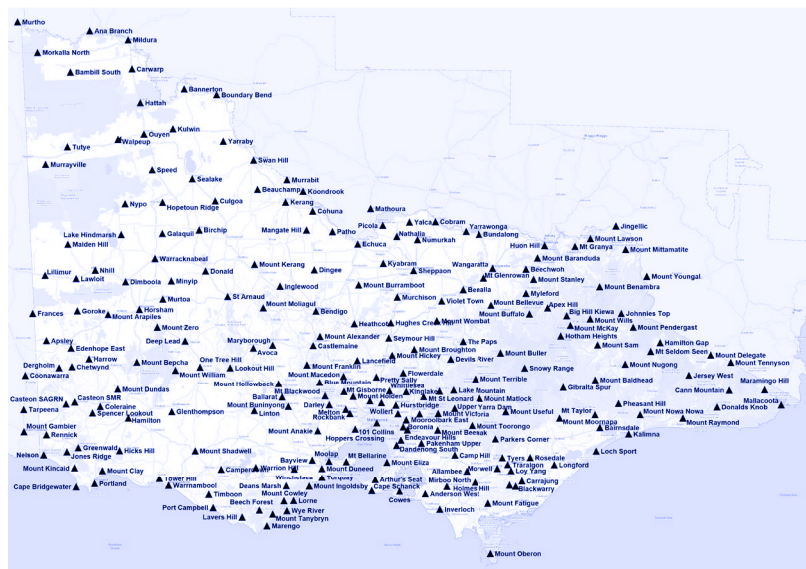 Murtho
Ana Branch
Mildura
Morkalla North
Bambill South
Carwarp
Bannerton
Boundary Bend
Hattah
Kulwin
Ouyen
Walpeup
Tutye
Yarraby
Murrayville
Swan Hill
Speed
Sealake
Murrabit
Beauchamp
Koondrook
Nypo
Hopetoun Ridge
Culgoa
Kerang
Cohuna
Mathoura
Lake Hindmarsh
Galaquil
Birchip
Mangate Hill
Patho
Picola
Yalca
Cobram
Nathalia
Numurkah
Yarrawonga
Bundalong
Jingellic
Maiden Hill
Echuca
Huon Hill
Mount Lawson
Mt Granya
Mount Mittamatite
Warracknabeal
Mount Kerang
Kyabram
Mount Baranduda
Lillimur
Nhill
Lawloit
Donald
Dingee
Sheppaon
Wangaratta
Beechwoh
Mt Glenrowan
Mount Stanley
Mount Youngal
Dimboola
Minyip
Inglewood
Mount Burramboot
Beealla
Myleford
Mount Benambra
Murtoa
St Arnaud
Mount Moliagul
Murchison
Violet Town
Mount Bellevue
Apex Hill
Frances
Goroke
Mount Arapiles
Horsham
Bendigo
Mount Buffalo
Big Hill Kiewa
Johnnies Top
Mount Zero
Heathcote
Hughes Creek Hill
Mount Wombat
Mount Wills
Mount McKay
Mount Pendergast
Apsley
Deep Lead
Maryborough
Mount Alexander
Castlemaine
Seymour Hill
The Paps
Hotham Heights
Mount Sam
Hamilton Gap
Edenhope East
Avoca
Mount Broughton
Mount Buller
Mt Seldom Seen
Mount Delegate
Harrow
Chetwynd
Mount Bepcha
One Tree Hill
Lookout Hill
Mount Franklin
Lancefield
Mount Hickey
Devils River
Snowy Range
Mount Nugong
Mount Tennyson
Dergholm
Coonawarra
Mount William
Mount Macedon
Flowerdale
Pretty Sally
Mount Terrible
Jersey West
Mount Dundas
Mount Hollowback
Blue Mountain
Whittlesea
Lake Mountain
Gibralta Spur
Mount Baldhead
Maramingo Hill
Cann Mountain
Casteon SAGRN
Casteon SMR
Ballarat
Mt Blackwood
Mt Gisborne
Mount Holden
Kinglake
Mt St Leonard
Mount Matlock
Mallacoota
Tarpeena
Coleraine
Spencer Lookout
Glenthompson
Mount Buninyong
Darley
Melton
Hurstbridge
Upper Yarra Dam
Pheasant Hill
Donalds Knob
Hamilton
Linton
Rockbank
Wollert
Mount Victoria
Mount Useful
Mt Taylor
Mount Nowa Nowa
Mooroolbark East
Mount Moornapa
Mount Raymond
Mount Gambier
Rennick
Mount Anakie
101 Collins
Boronia
Mount Beenak
Mount Toorongo
Bairnsdale
Kalimna
Hoppers Crossing
Endeavour Hills
Parkers Corner
Greenwald
Hicks Hill
Mount Shadwell
Pakenham Upper
Dandenong South
Loch Sport
Nelson
Jones Ridge
Bayview
Moolap
Mt Bellarine
Camp Hill
Tyers
Rosedale
Mount Kincaid
Mount Clay
Warrion Hill
Mount Duneed
Mount Eliza
Traralgon
Longford
Allambee
Morwell
Loy Yang
Cape Bridgewater
Portland
Tower Hill
Warrnambool
Deans Marsh
Mount Ingoldsby
Arthur's Seat
Cape Schanck
Mirboo North
Holmes Hill
Carrajung
Blackwarry
Timboon
Mount Cowley
Cowes
Anderson West
Port Campbell
Beech Forest
Lorne
Mount Fatigue
Wye River
Inverloch
Lavers Hill
Mount Tanybryn
Marengo
Mount Oberon